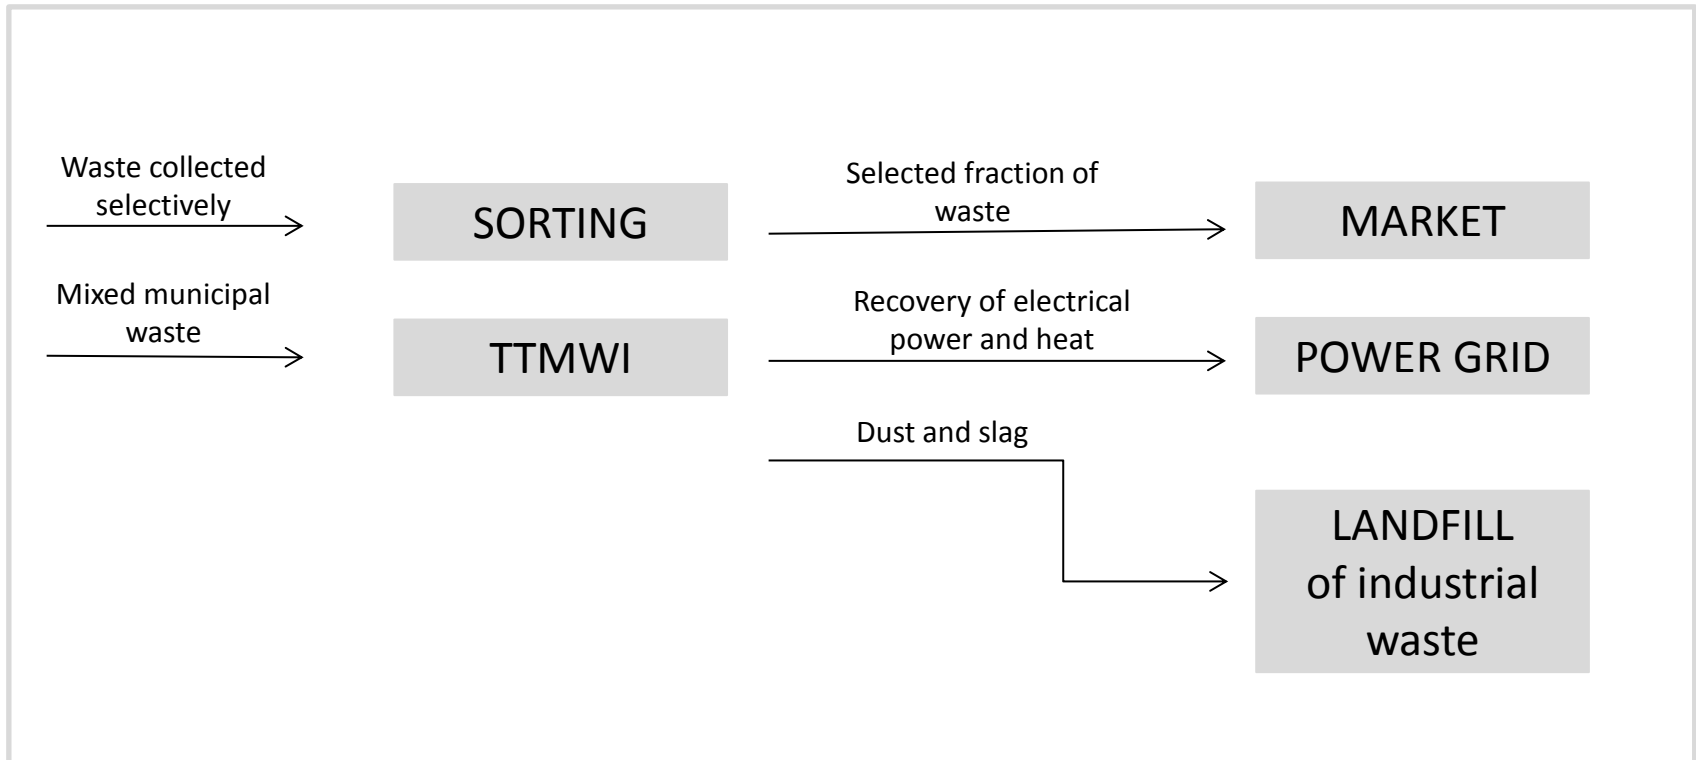 Waste collected
selectively
SORTING
Selected fraction of
waste
MARKET
Mixed municipal
waste
TTMWI
Recovery of electrical
power and heat
POWER GRID
Dust and slag
LANDFILL
of industrial
waste